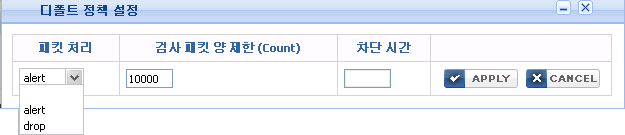 디폴트 정책 설정
패킷 처리 검사 패킷 양 제한 (Count) 차단 시간
alert 10000 APPLY CANCEL
alert
drop